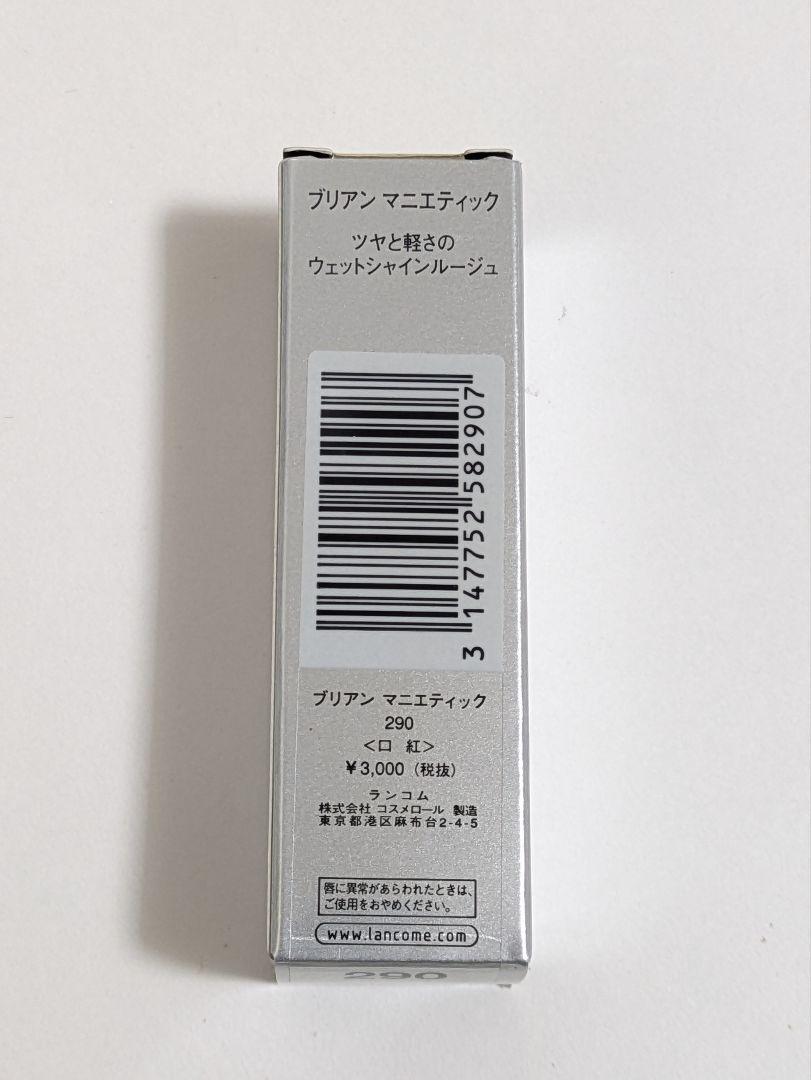 ブリアン マニエティック
ツヤと軽さの
ウェットシャインルージュ
3 147752 582907
ブリアン マニエティック
290
<口 紅>
¥3,000(税抜)
ランコム
株式会社 コスメロール 製造
東京都港区麻布台2-4-5
唇に異常があらわれたときは、
ご使用をおやめください。
www.lancome.com
290